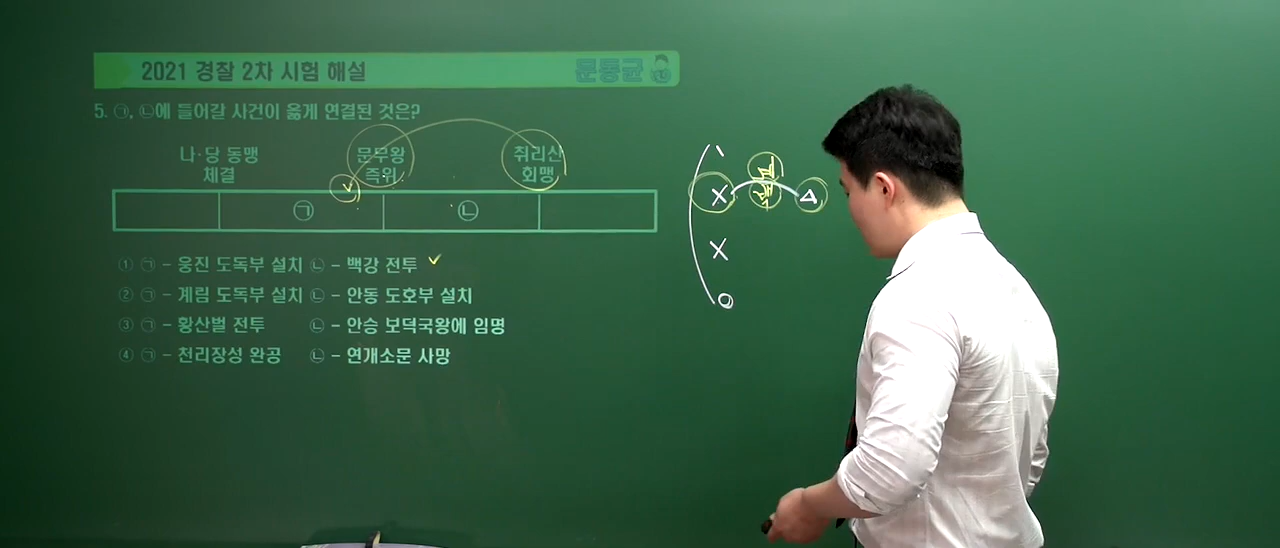 2021 경찰 2차 시험 해설
문동균
5. ㉠, ㉡에 들어갈 사건이 옳게 연결된 것은?
나·당 동맹 체결
문무왕 즉위
취리산 회맹
㉠ ㉡
① ㉠ – 웅진 도독부 설치 ㉡ – 백강 전투
② ㉠ – 계림 도독부 설치 ㉡ – 안동 도호부 설치
③ ㉠ – 황산벌 전투 ㉡ – 안승 보덕국왕에 임명
④ ㉠ – 천리장성 완공 ㉡ – 연개소문 사망
X
X